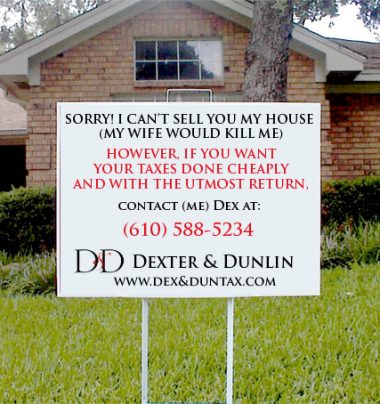 SORRY! I CAN'T SELL YOU MY HOUSE
(MY WIFE WOULD KILL ME)
HOWEVER, IF YOU WANT
YOUR TAXES DONE CHEAPLY
AND WITH THE UTMOST RETURN,
CONTACT (ME) DEX AT:
(610) 588-5234
D&D DEXTER & DUNLIN
WWW.DEX&DUNTAX.COM